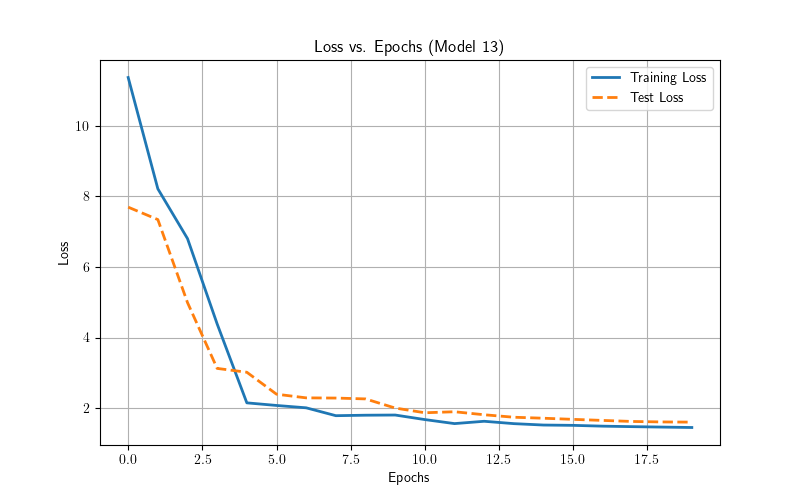 Loss vs. Epochs (Model 13)
Training Loss
Test Loss
10
8
6
4
2
Loss
0.0 2.5 5.0 7.5 10.0 12.5 15.0 17.5
Epochs